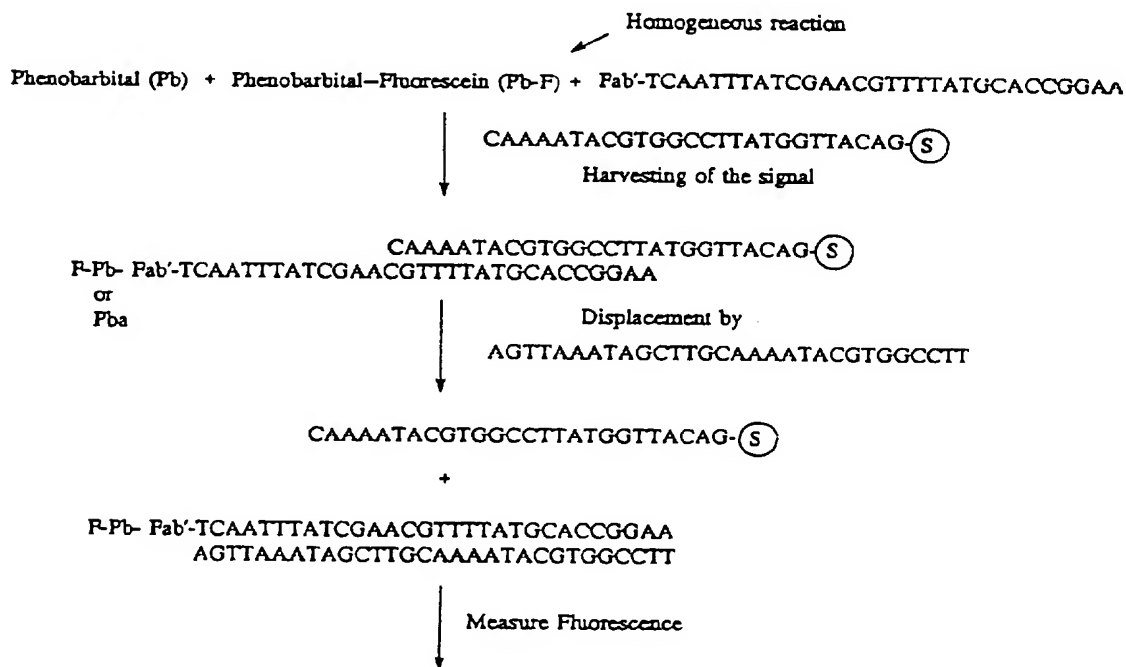 Homogeneous reaction
Phenobarbital (Pb) + Phenobarbital–Fluorescein (Pb-F) + Fab'-TCAATTTATCGAACGTTTTATGCACCGGAA
CAAAATACGTGGCCTTATGGTTACAG-S
Harvesting of the signal
CAAAATACGTGGCCTTATGGTTACAG-S
F-Pb- Fab'-TCAATTTATCGAACGTTTTATGCACCGGAA
or
Pba
Displacement by
AGTTAAATAGCTTGCAAAATACGTGGCCTT
CAAAATACGTGGCCTTATGGTTACAG-S
+
F-Pb- Fab'-TCAATTTATCGAACGTTTTATGCACCGGAA
AGTTAAATAGCTTGCAAAATACGTGGCCTT
Measure Fluorescence